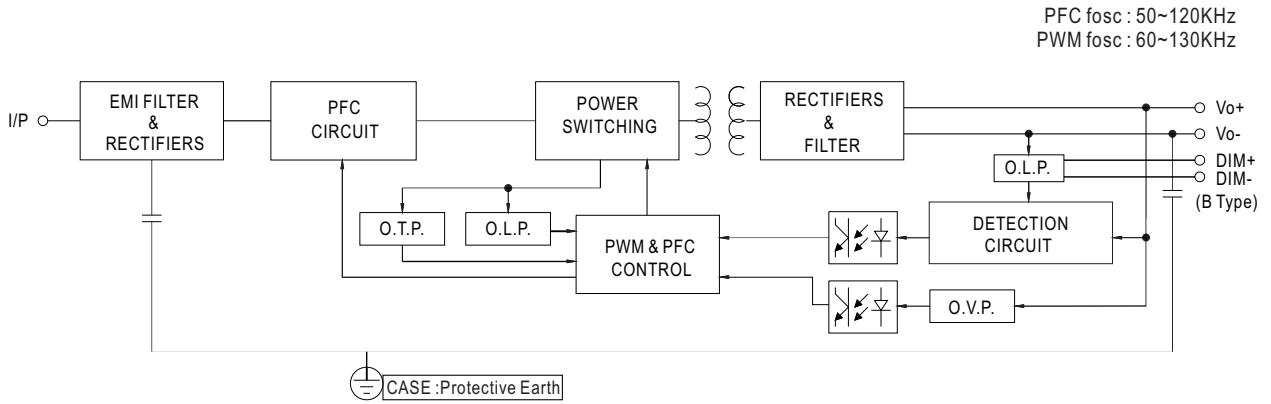 PFC fosc : 50~120KHz
PWM fosc : 60~130KHz
I/P
EMI FILTER
&
RECTIFIERS
PFC
CIRCUIT
POWER
SWITCHING
RECTIFIERS
&
FILTER
Vo+
Vo-
DIM+
DIM-
(B Type)
O.L.P.
O.T.P.
O.L.P.
PWM & PFC
CONTROL
DETECTION
CIRCUIT
O.V.P.
CASE :Protective Earth